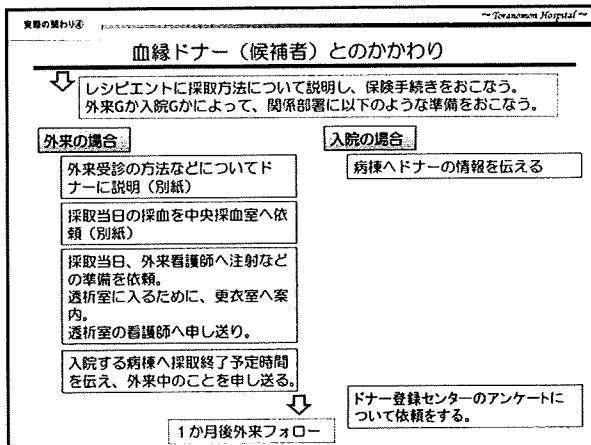 実際の関わり④
～Toranomon Hospital～
血縁ドナー（候補者）とのかかわり
レシピエントに採取方法について説明し、保険手続きをおこなう。
外来Gか入院Gかによって、関係部署に以下のような準備をおこなう。
外来の場合
外来受診の方法などについてド
ナーに説明（別紙）
採取当日の採血を中央採血室へ依
頼（別紙）
採取当日、外来看護師へ注射など
の準備を依頼。
透析室に入るために、更衣室へ案
内。
透析室の看護師へ申し送り。
入院する病棟へ採取終了予定時間
を伝え、外来中のことを申し送る。
入院の場合
病棟へドナーの情報を伝える
ドナー登録センターのアンケートに
ついて依頼をする。
１か月後外来フォロー